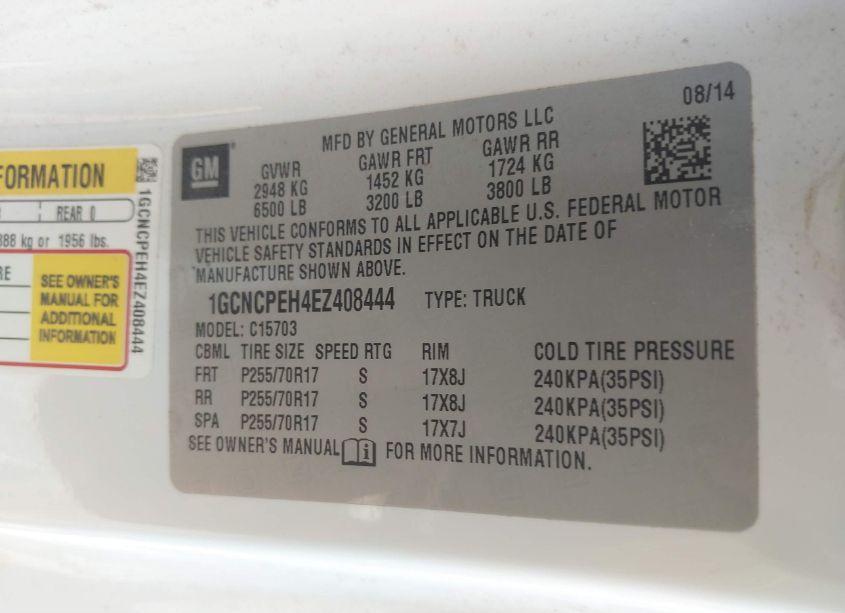 FORMATION
REAR 0
888 kg or 1956 lbs.
RE
SEE OWNER'S
MANUAL FOR
ADDITIONAL
INFORMATION
1GCNCPEH4EZ408444
GM
MFD BY GENERAL MOTORS LLC
08/14
GVWR GAWR FRT GAWR RR
2948 KG 1452 KG 1724 KG
6500 LB 3200 LB 3800 LB
THIS VEHICLE CONFORMS TO ALL APPLICABLE U.S. FEDERAL MOTOR
VEHICLE SAFETY STANDARDS IN EFFECT ON THE DATE OF
MANUFACTURE SHOWN ABOVE.
1GCNCPEH4EZ408444 TYPE: TRUCK
MODEL: C15703
CBML TIRE SIZE SPEED RTG RIM COLD TIRE PRESSURE
FRT P255/70R17 S 17X8J 240KPA(35PSI)
RR P255/70R17 S 17X8J 240KPA(35PSI)
SPA P255/70R17 S 17X7J 240KPA(35PSI)
SEE OWNER'S MANUAL i FOR MORE INFORMATION.